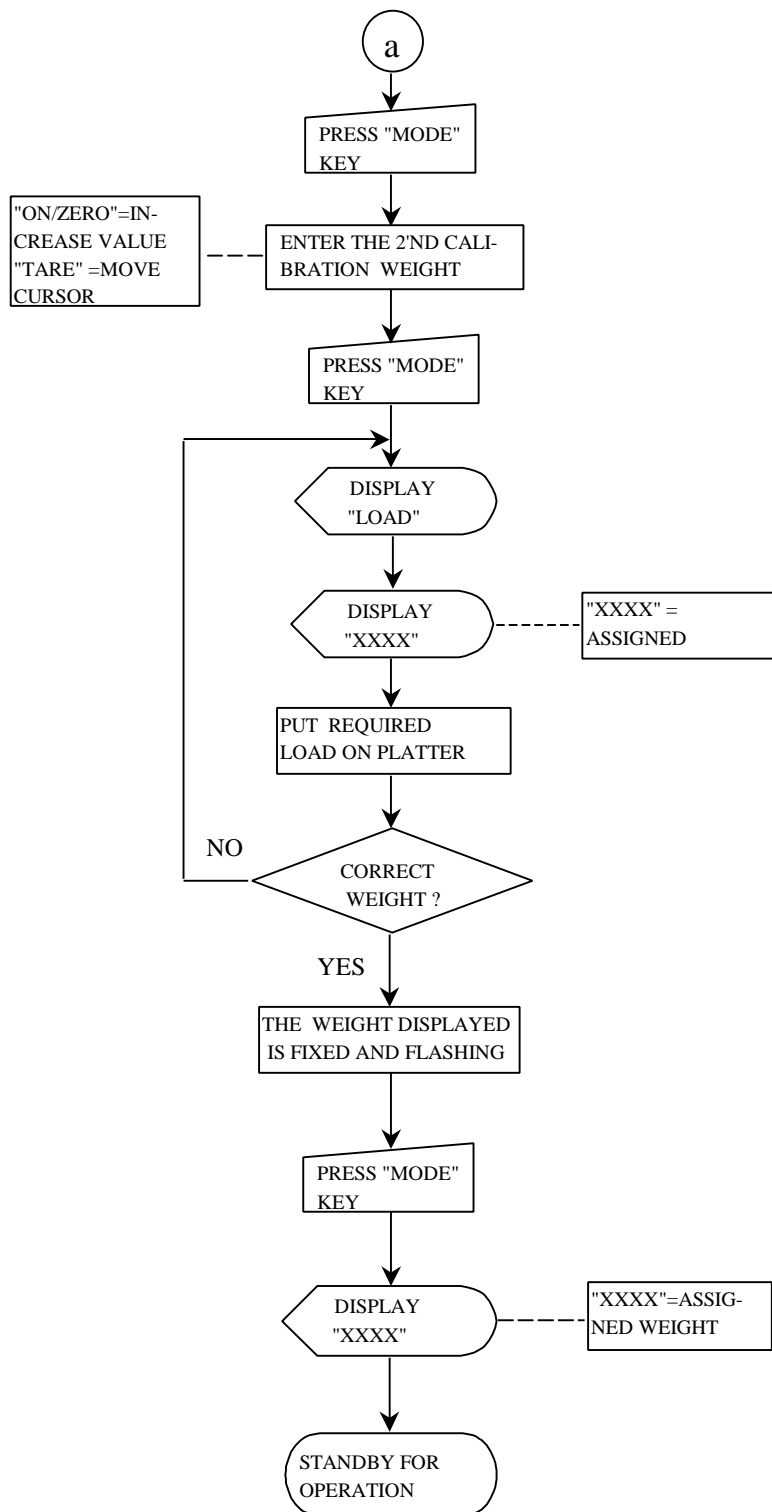 a
PRESS "MODE"
KEY
"ON/ZERO"=IN-
CREASE VALUE
"TARE" =MOVE
CURSOR
ENTER THE 2'ND CALI-
BRATION WEIGHT
PRESS "MODE"
KEY
DISPLAY
"LOAD"
DISPLAY
"XXXX"
"XXXX" =
ASSIGNED
PUT REQUIRED
LOAD ON PLATTER
NO
CORRECT
WEIGHT ?
YES
THE WEIGHT DISPLAYED
IS FIXED AND FLASHING
PRESS "MODE"
KEY
DISPLAY
"XXXX"
"XXXX"=ASSIG-
NED WEIGHT
STANDBY FOR
OPERATION